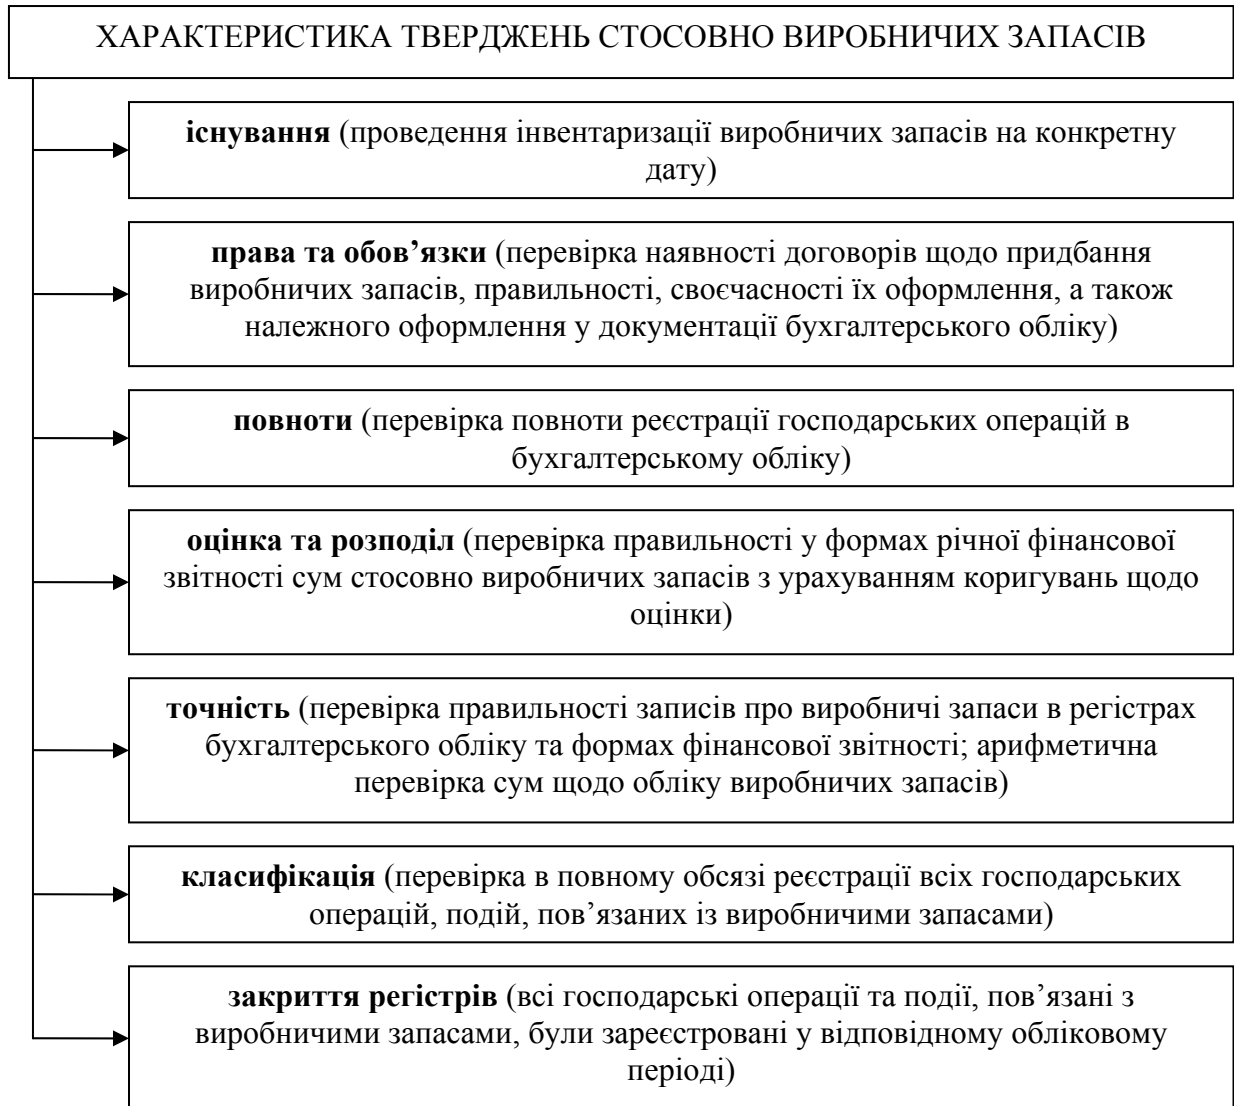 ХАРАКТЕРИСТИКА ТВЕРДЖЕНЬ СТОСОВНО ВИРОБНИЧИХ ЗАПАСІВ
існування (проведення інвентаризації виробничих запасів на конкретну
дату)
права та обов’язки (перевірка наявності договорів щодо придбання
виробничих запасів, правильності, своєчасності їх оформлення, а також
належного оформлення у документації бухгалтерського обліку)
повноти (перевірка повноти реєстрації господарських операцій в
бухгалтерському обліку)
оцінка та розподіл (перевірка правильності у формах річної фінансової
звітності сум стосовно виробничих запасів з урахуванням коригувань щодо
оцінки)
точність (перевірка правильності записів про виробничі запаси в регістрах
бухгалтерського обліку та формах фінансової звітності; арифметична
перевірка сум щодо обліку виробничих запасів)
класифікація (перевірка в повному обсязі реєстрації всіх господарських
операцій, подій, пов’язаних із виробничими запасами)
закриття регістрів (всі господарські операції та події, пов’язані з
виробничими запасами, були зареєстровані у відповідному обліковому
періоді)